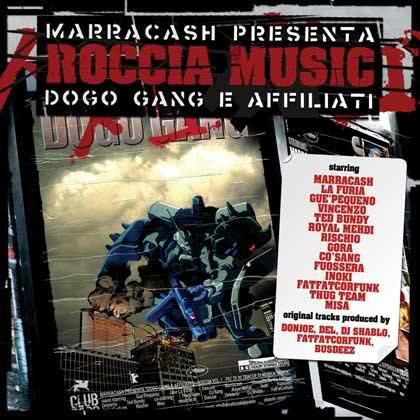 MARRACASH PRESENTA
ROCCIA MUSIC
DOGO GANG E AFFILIATI
DOGO GANG
starring
MARRACASH
LA FURIA
GUE'PEQUENO
VINCENZO
TED BUNDY
ROYAL MEHDI
RISCHIO
GORA
CO'SANG
FUOSSERA
INOKI
FATFATCORFUNK
THUG TEAM
MISA
original tracks produced by
DONJOE, DEL, DJ SHABLO,
FATFATCORFUNK,
BUSDEEZ
CLUB